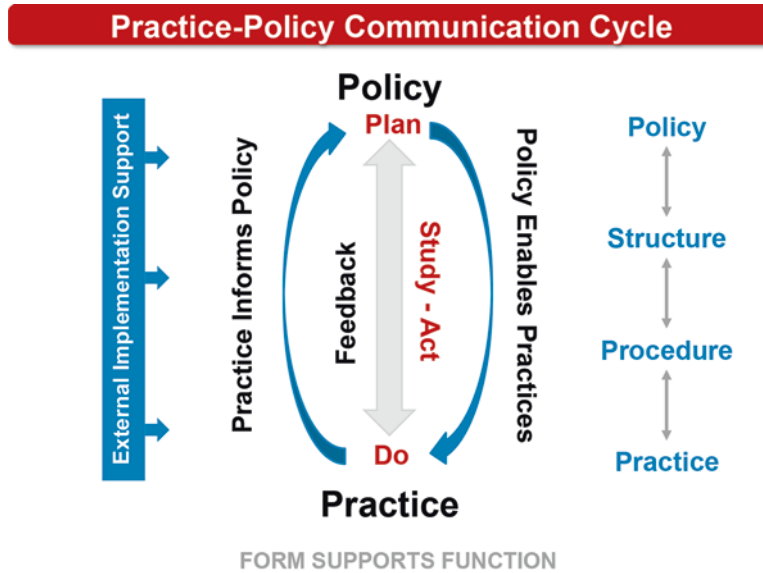 Practice-Policy Communication Cycle
External Implementation Support
Practice Informs Policy
Policy
Plan
Feedback
Study - Act
Do
Practice
Policy Enables Practices
Policy
Structure
Procedure
Practice
FORM SUPPORTS FUNCTION